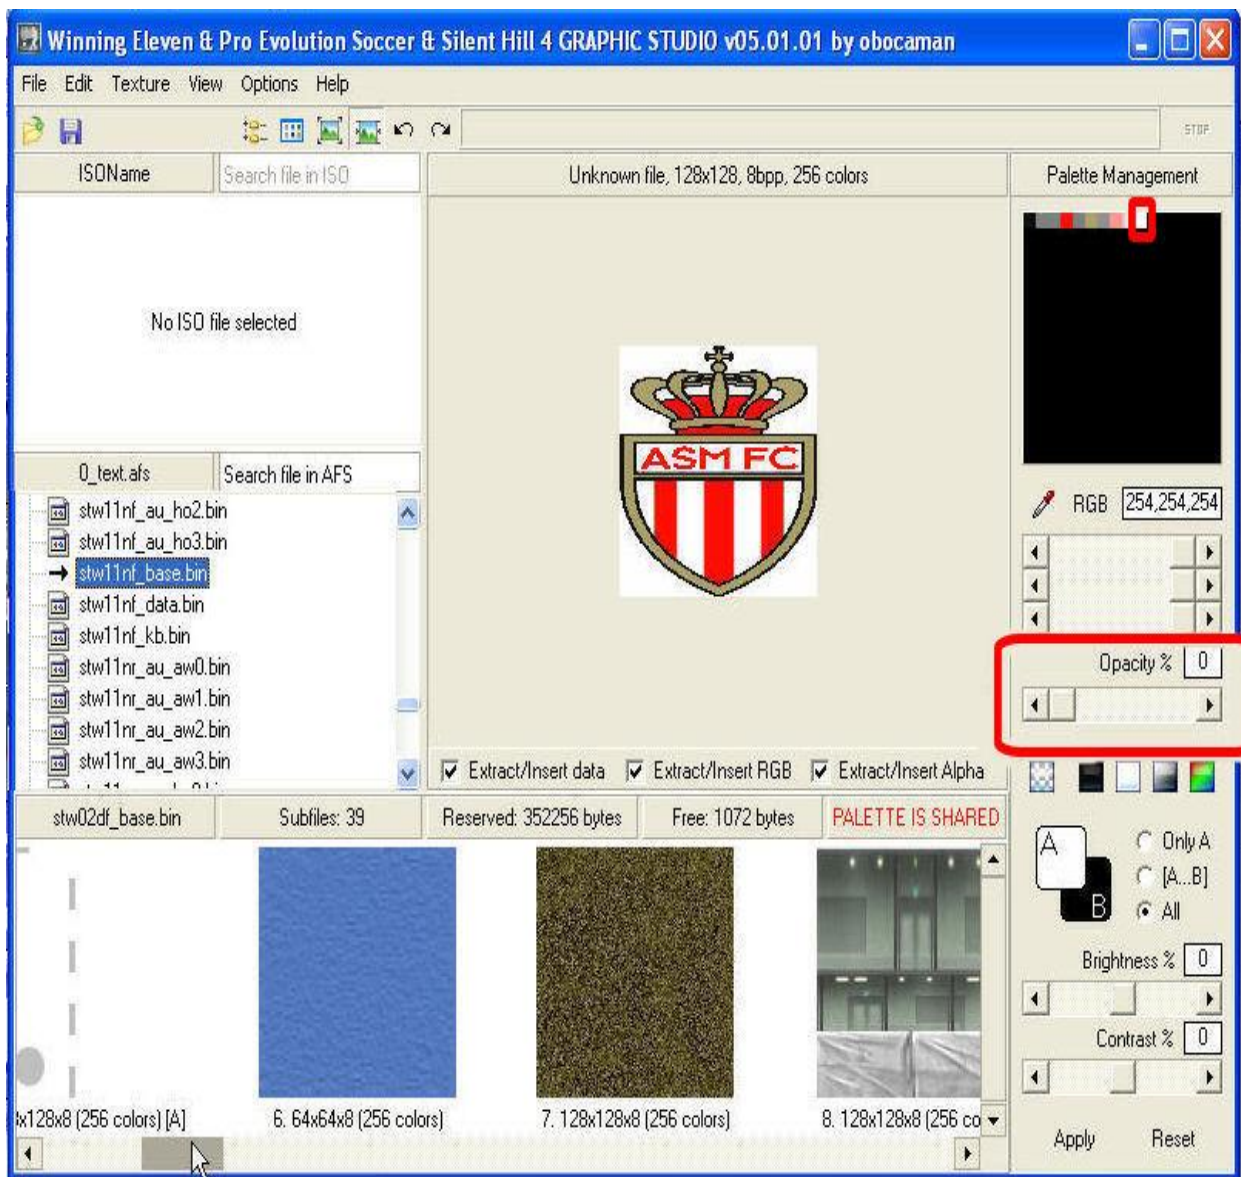 Winning Eleven & Pro Evolution Soccer & Silent Hill 4 GRAPHIC STUDIO v05.01.01 by obocaman
File Edit Texture View Options Help
STOP
ISOName Search file in ISO Unknown file, 128x128, 8bpp, 256 colors Palette Management
No ISO file selected
ASM FC
0_text.afs Search file in AFS
stw11nf_au_ho2.bin
stw11nf_au_ho3.bin
stw11nf_base.bin
stw11nf_data.bin
stw11nf_kb.bin
stw11nr_au_aw0.bin
stw11nr_au_aw1.bin
stw11nr_au_aw2.bin
stw11nr_au_aw3.bin
RGB 254,254,254
Opacity % 0
Extract/Insert data Extract/Insert RGB Extract/Insert Alpha
stw02df_base.bin Subfiles: 39 Reserved: 352256 bytes Free: 1072 bytes PALETTE IS SHARED
A B
Only A
[A...B]
All
Brightness % 0
Contrast % 0
x128x8 (256 colors) [A] 6. 64x64x8 (256 colors) 7. 128x128x8 (256 colors) 8. 128x128x8 (256 co
Apply Reset